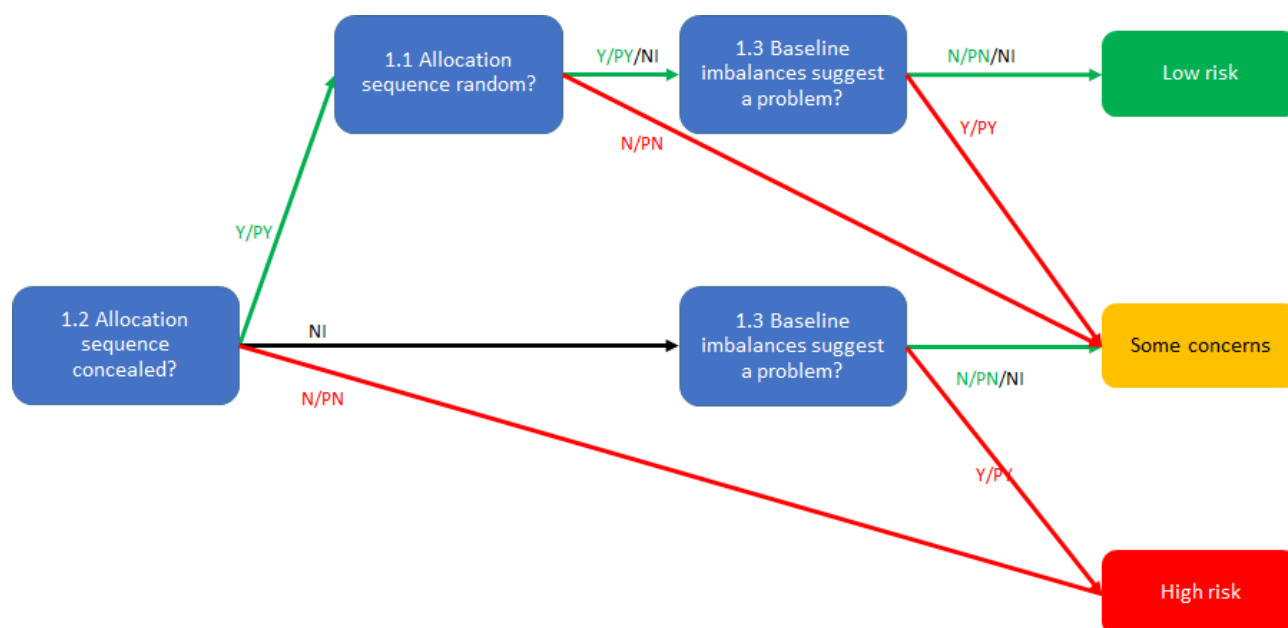 1.1 Allocation
sequence random?
Y/PY/NI
1.3 Baseline
imbalances suggest
a problem?
N/PN/NI
Low risk
N/PN
Y/PY
Y/PY
1.2 Allocation
sequence
concealed?
NI
N/PN
1.3 Baseline
imbalances suggest
a problem?
N/PN/NI
Some concerns
Y/PY
High risk